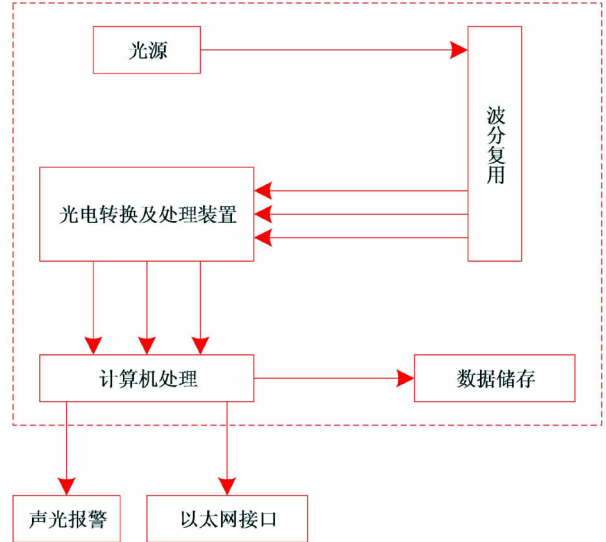 光源
波分复用
光电转换及处理装置
计算机处理
数据储存
声光报警
以太网接口